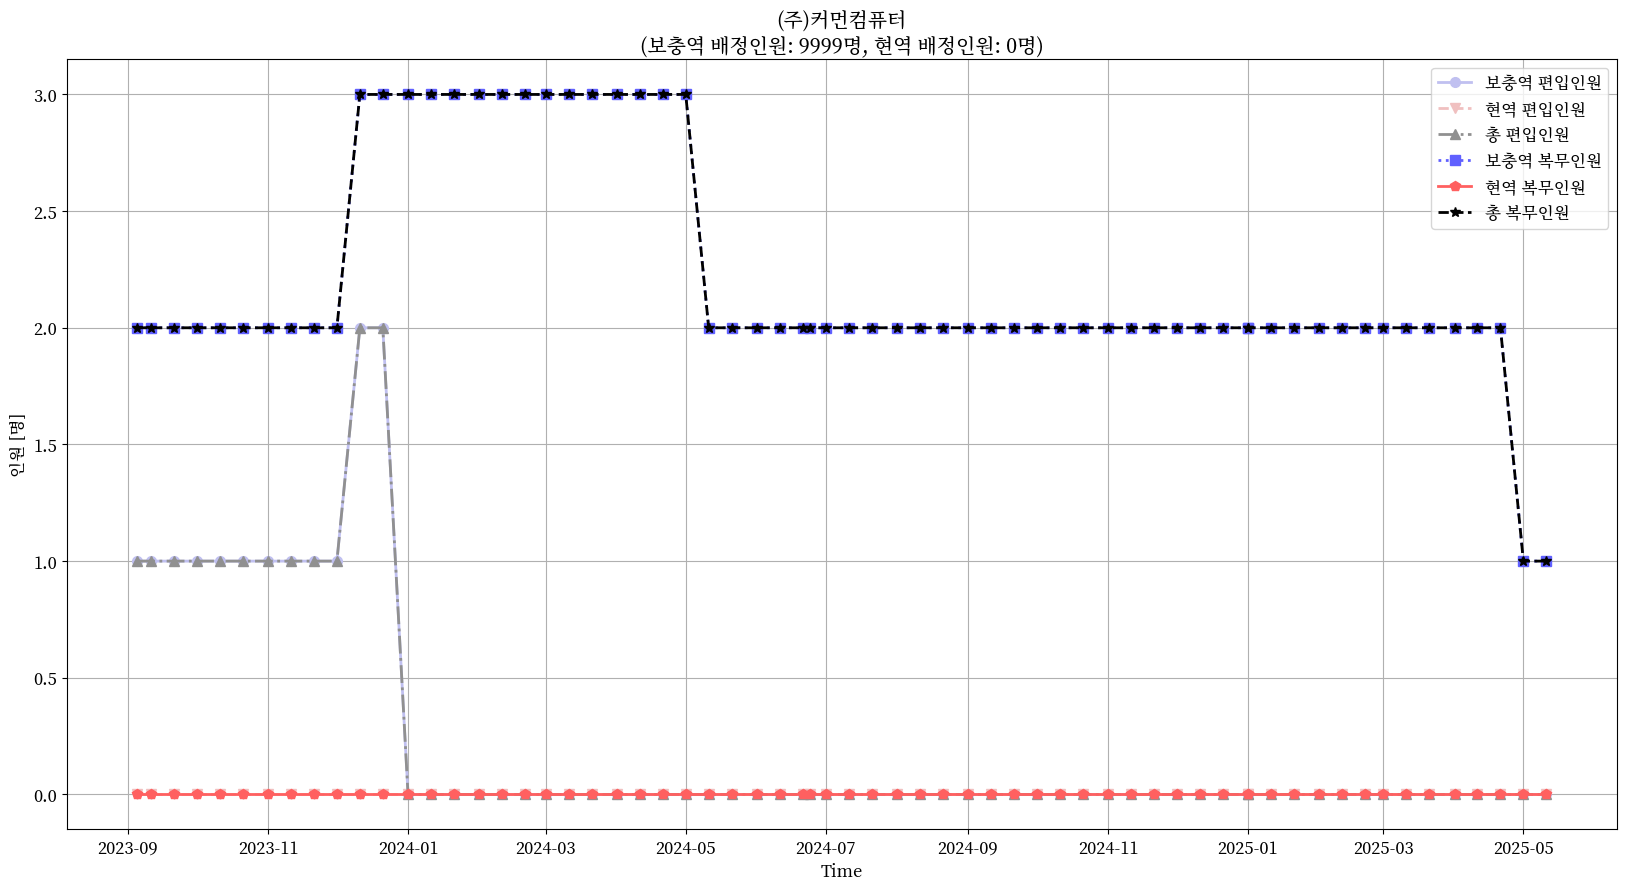 (주)커먼컴퓨터
(보충역 배정인원: 9999명, 현역 배정인원: 0명)
보충역 편입인원
현역 편입인원
총 편입인원
보충역 복무인원
현역 복무인원
총 복무인원
인원 [명]
3.0
2.5
2.0
1.5
1.0
0.5
0.0
2023-09 2023-11 2024-01 2024-03 2024-05 2024-07 2024-09 2024-11 2025-01 2025-03 2025-05
Time